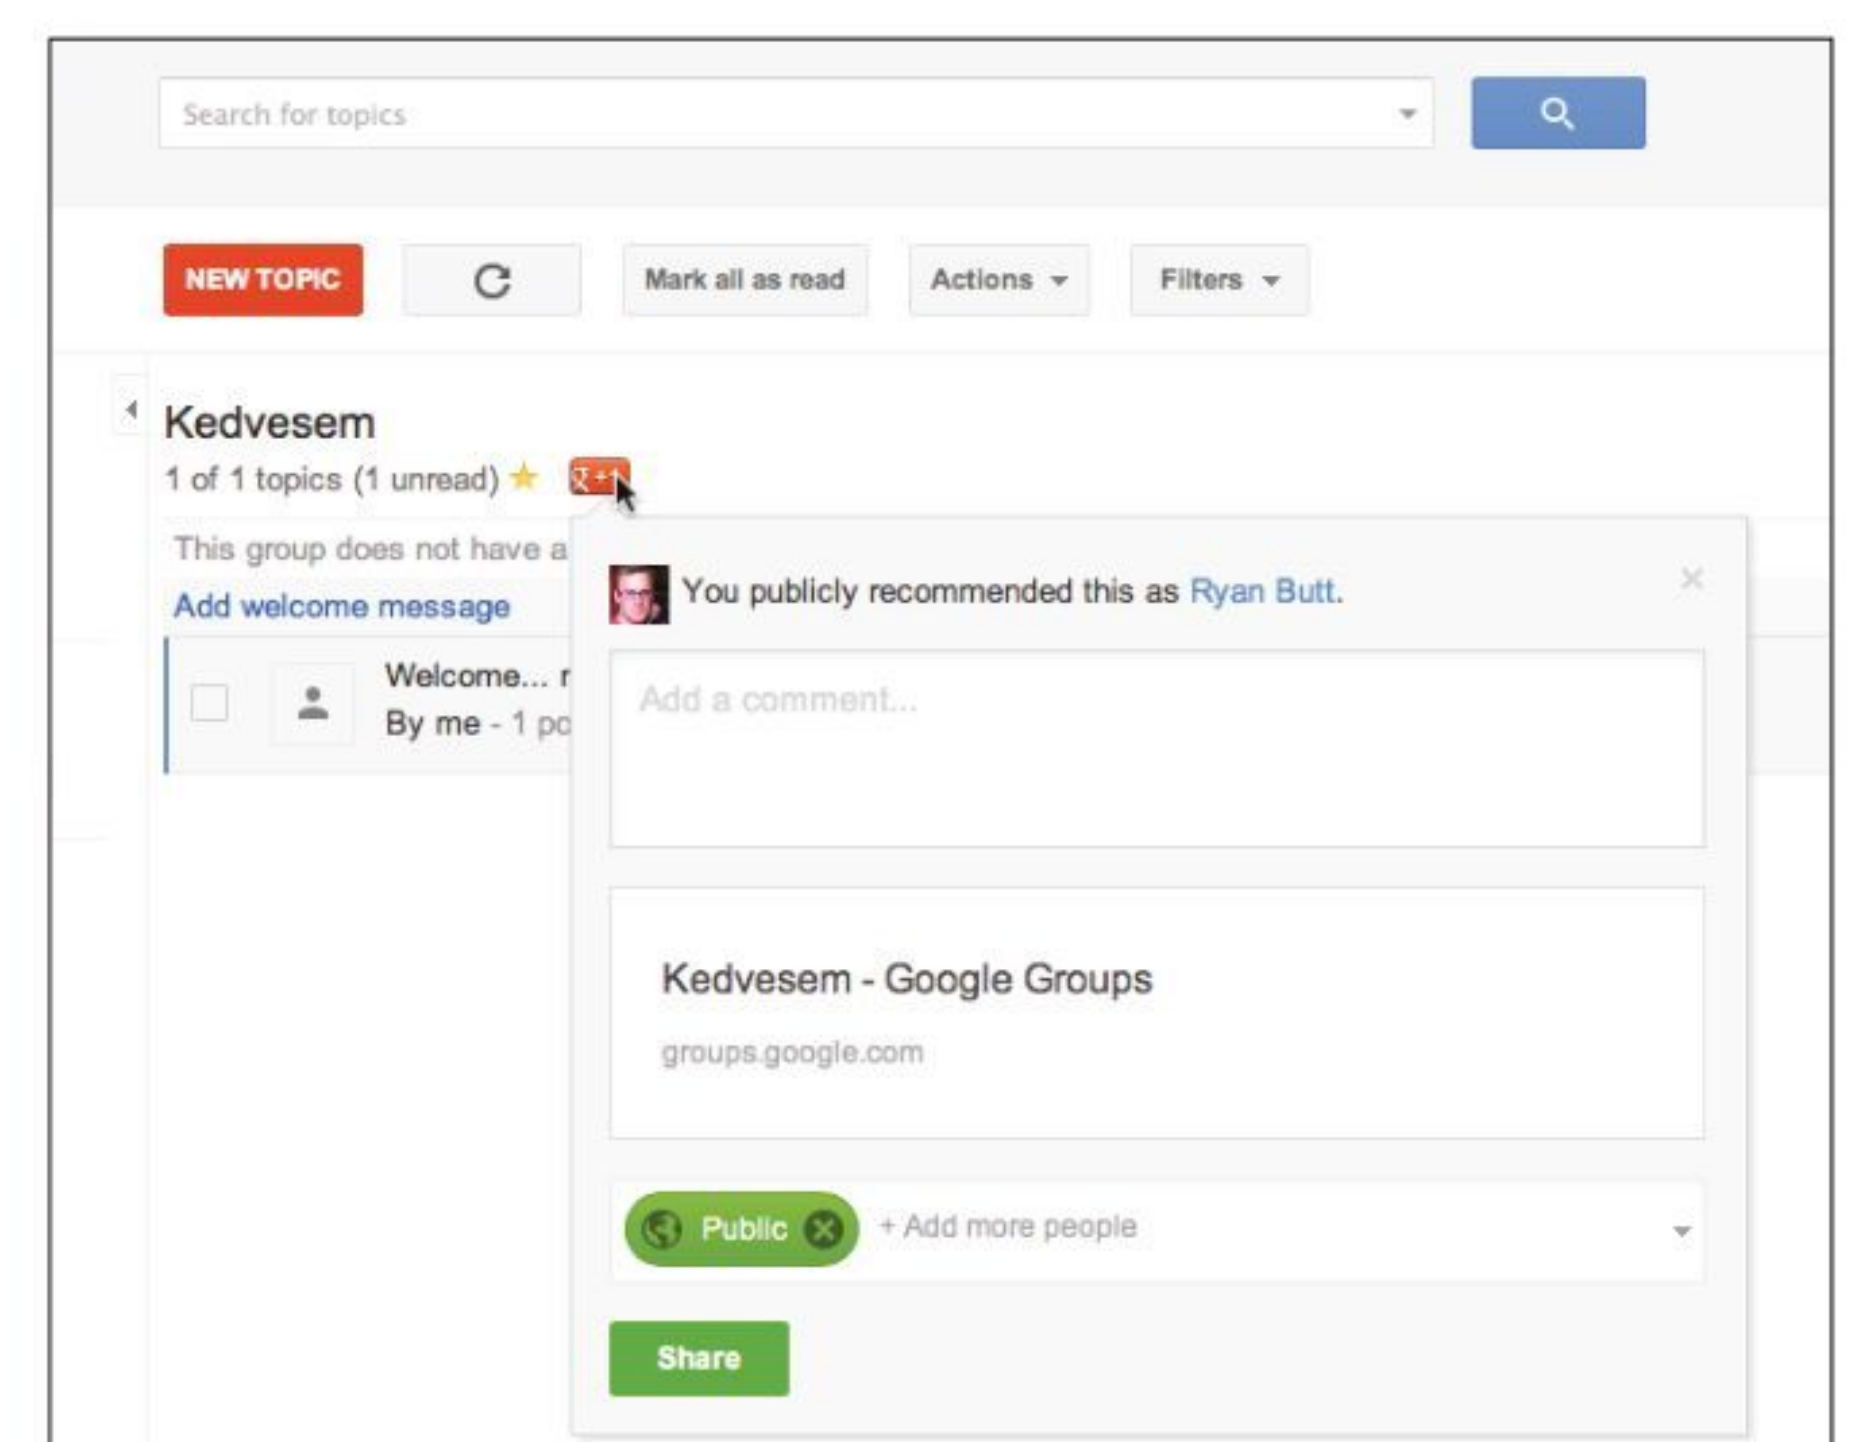 Search for topics
NEW TOPIC
Mark all as read
Actions
Filters
Kedvesem
1 of 1 topics (1 unread)
This group does not have a
Add welcome message
Welcome...
By me - 1
You publicly recommended this as Ryan Butt.
Add a comment...
Kedvesem - Google Groups
groups.google.com
Public
+ Add more people
Share